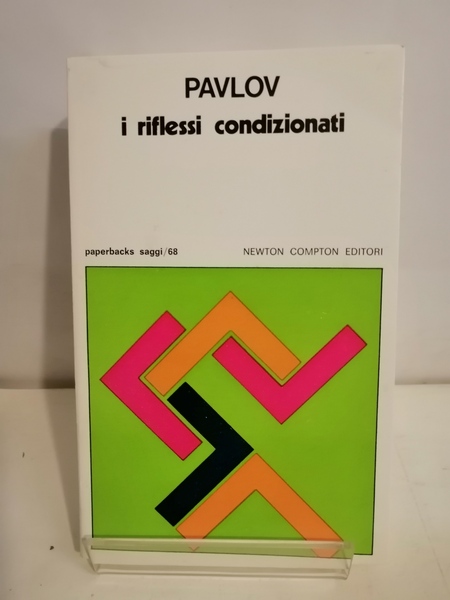 PAVLOV
i riflessi condizionati
paperbacks saggi/68 NEWTON COMPTON EDITORI